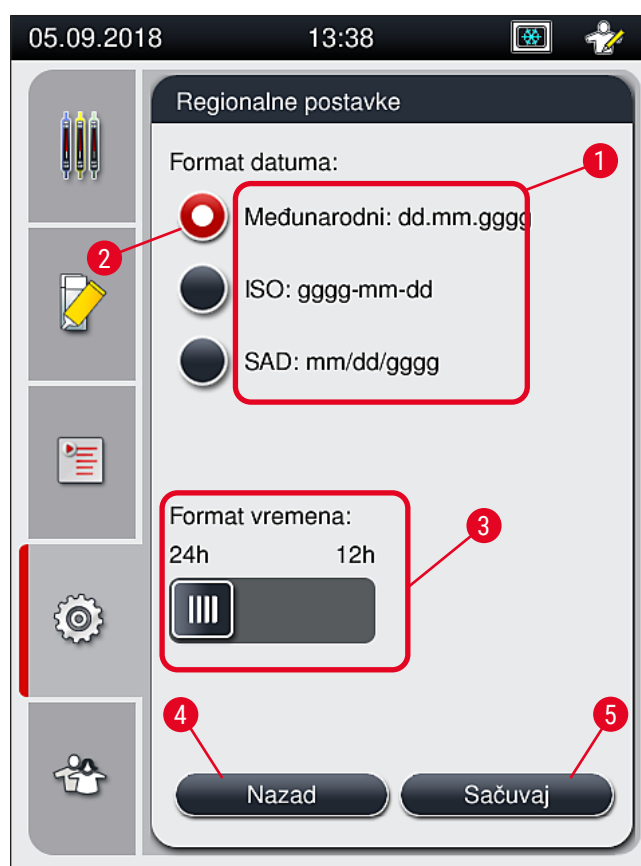 05.09.2018 13:38
Regionalne postavke
Format datuma:
1
Međunarodni: dd.mm.gggg
2
ISO: gggg-mm-dd
SAD: mm/dd/gggg
Format vremena:
3
24h 12h
4 5
Nazad Sačuvaj